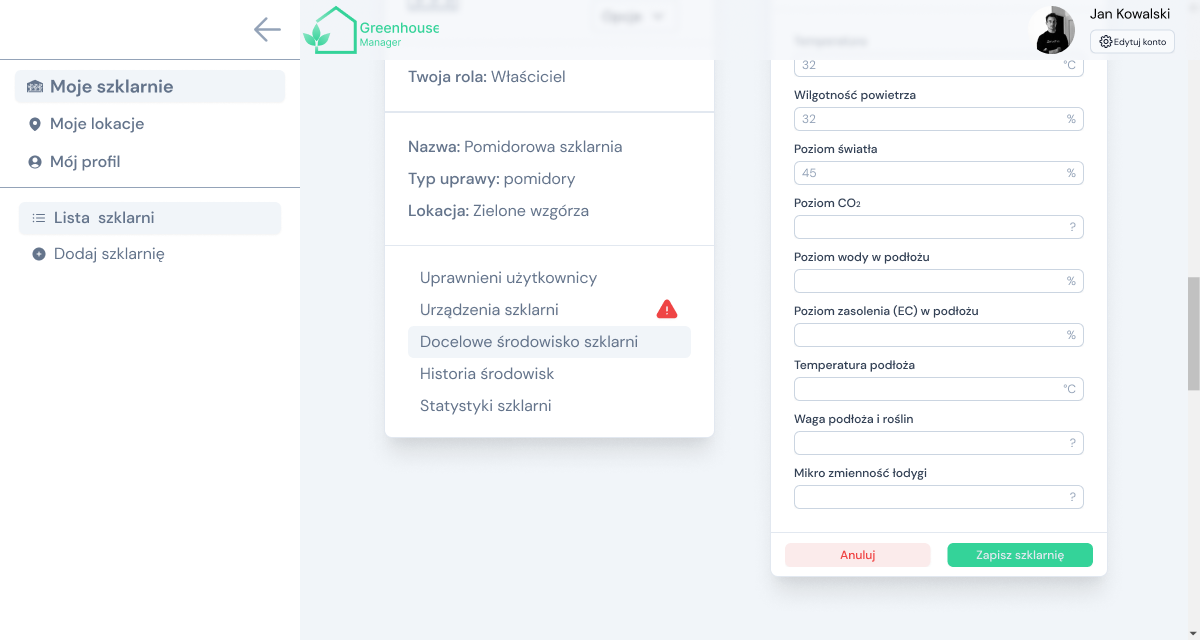 Greenhouse
Manager
Jan Kowalski
Edytuj konto
Moje szklarnie
Moje lokacje
Mój profil
Lista szklarni
Dodaj szklarnię
Opcje
Twoja rola: Właściciel
Nazwa: Pomidorowa szklarnia
Typ uprawy: pomidory
Lokacja: Zielone wzgórza
Uprawnieni użytkownicy
Urządzenia szklarni
Docelowe środowisko szklarni
Historia środowisk
Statystyki szklarni
Temperatura
32 °C
Wilgotność powietrza
32 %
Poziom światła
45 %
Poziom CO₂
?
Poziom wody w podłożu
%
Poziom zasolenia (EC) w podłożu
%
Temperatura podłoża
°C
Waga podłoża i roślin
?
Mikro zmienność łodygi
?
Anuluj
Zapisz szklarnię